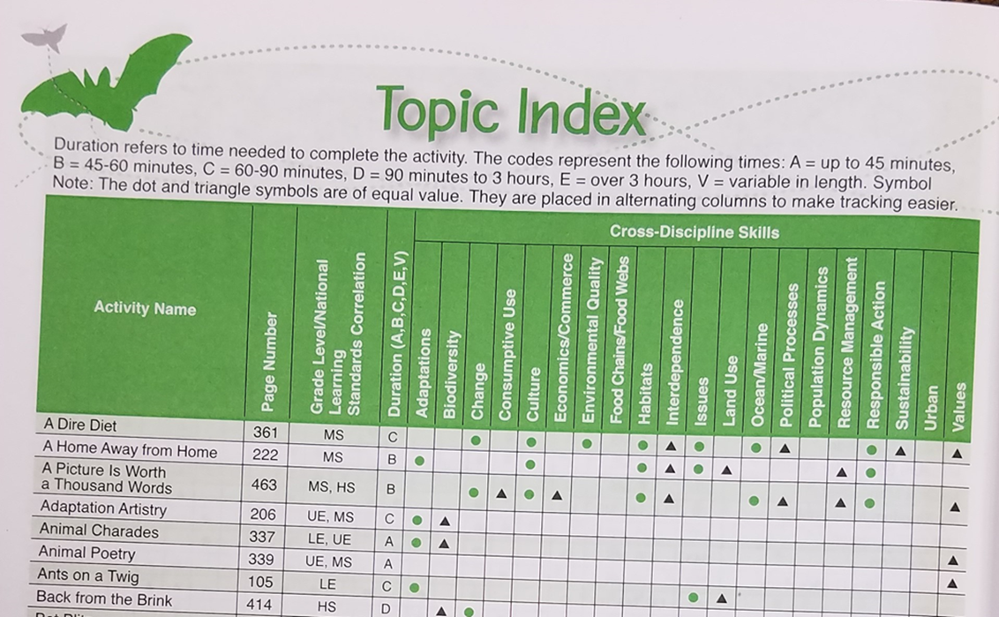 Topic Index
Duration refers to time needed to complete the activity. The codes represent the following times: A = up to 45 minutes,
B = 45-60 minutes, C = 60-90 minutes, D = 90 minutes to 3 hours, E = over 3 hours, V = variable in length. Symbol
Note: The dot and triangle symbols are of equal value. They are placed in alternating columns to make tracking easier.
Cross-Discipline Skills
Activity Name
Page Number
Grade Level/National
Learning
Standards Correlation
Duration (A,B,C,D,E,V)
Adaptations
Biodiversity
Change
Consumptive Use
Culture
Economics/Commerce
Environmental Quality
Food Chains/Food Webs
Habitats
Interdependence
Issues
Land Use
Ocean/Marine
Political Processes
Population Dynamics
Resource Management
Responsible Action
Sustainability
Urban
Values
A Dire Diet 361 MS C ● ● ● ● ▲ ● ● ▲ ● ▲ ▲
A Home Away from Home 222 MS B ● ● ● ▲ ● ▲ ▲ ●
A Picture Is Worth
a Thousand Words 463 MS, HS B ● ▲ ● ▲ ● ▲ ● ▲ ▲ ● ▲
Adaptation Artistry 206 UE, MS C ● ▲
Animal Charades 337 LE, UE A ● ▲
Animal Poetry 339 UE, MS A ▲
Ants on a Twig 105 LE C ● ▲
Back from the Brink 414 HS D ▲ ● ● ▲